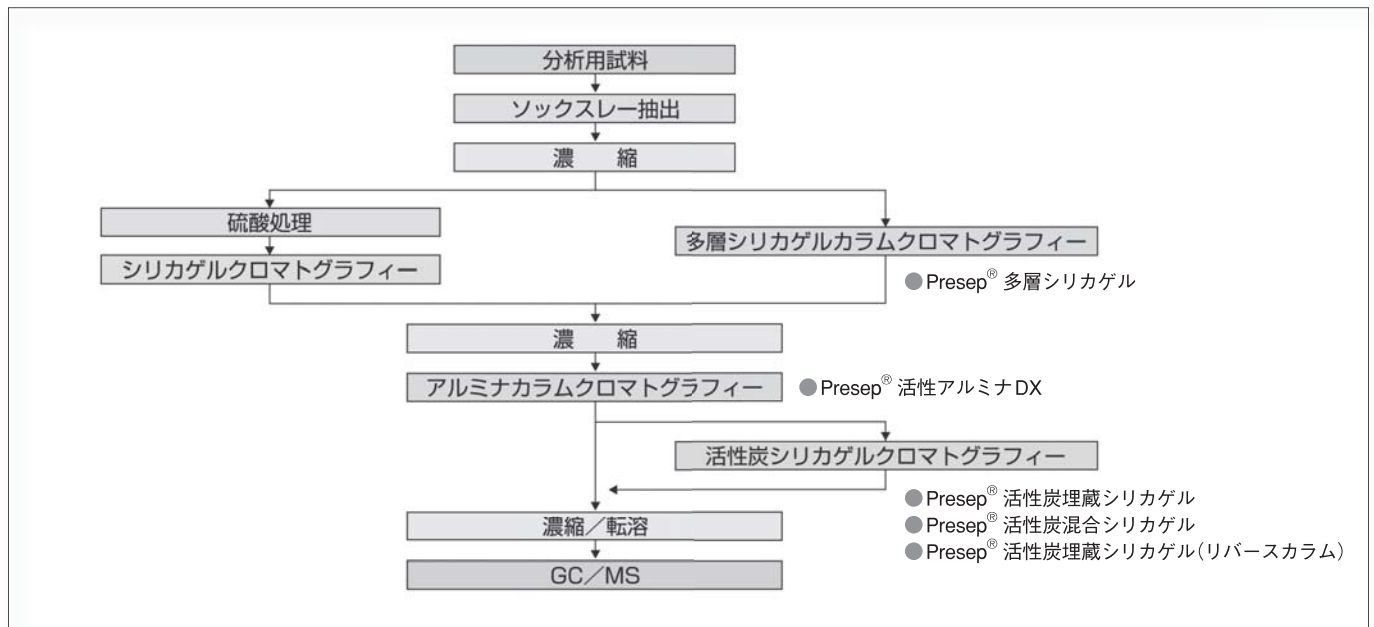 分析用試料
ソックスレー抽出
濃　縮
硫酸処理
シリカゲルクロマトグラフィー
多層シリカゲルカラムクロマトグラフィー
●Presep® 多層シリカゲル
濃　縮
アルミナカラムクロマトグラフィー
●Presep® 活性アルミナDX
活性炭シリカゲルクロマトグラフィー
●Presep® 活性炭埋蔵シリカゲル
●Presep® 活性炭混合シリカゲル
●Presep® 活性炭埋蔵シリカゲル(リバースカラム)
濃縮／転溶
GC／MS